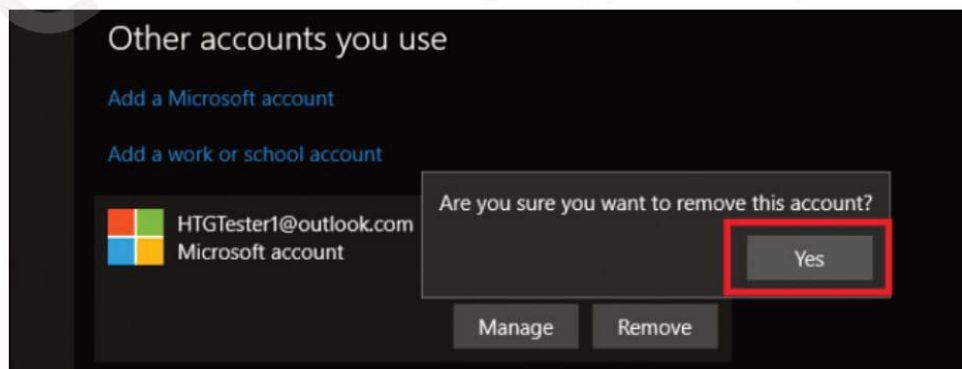 Other accounts you use
Add a Microsoft account
Add a work or school account
HTGTester1@outlook.com
Microsoft account
Are you sure you want to remove this account?
Yes
Manage
Remove